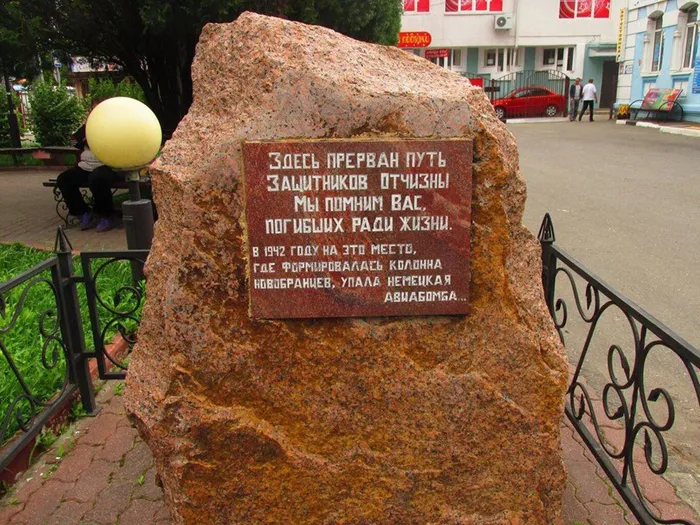 Здесь прерван путь
защитников Отчизны
Мы помним Вас,
погибших ради жизни.
В 1942 году на это место,
где формировалась колонна
новобранцев, упала немецкая
авиабомба...